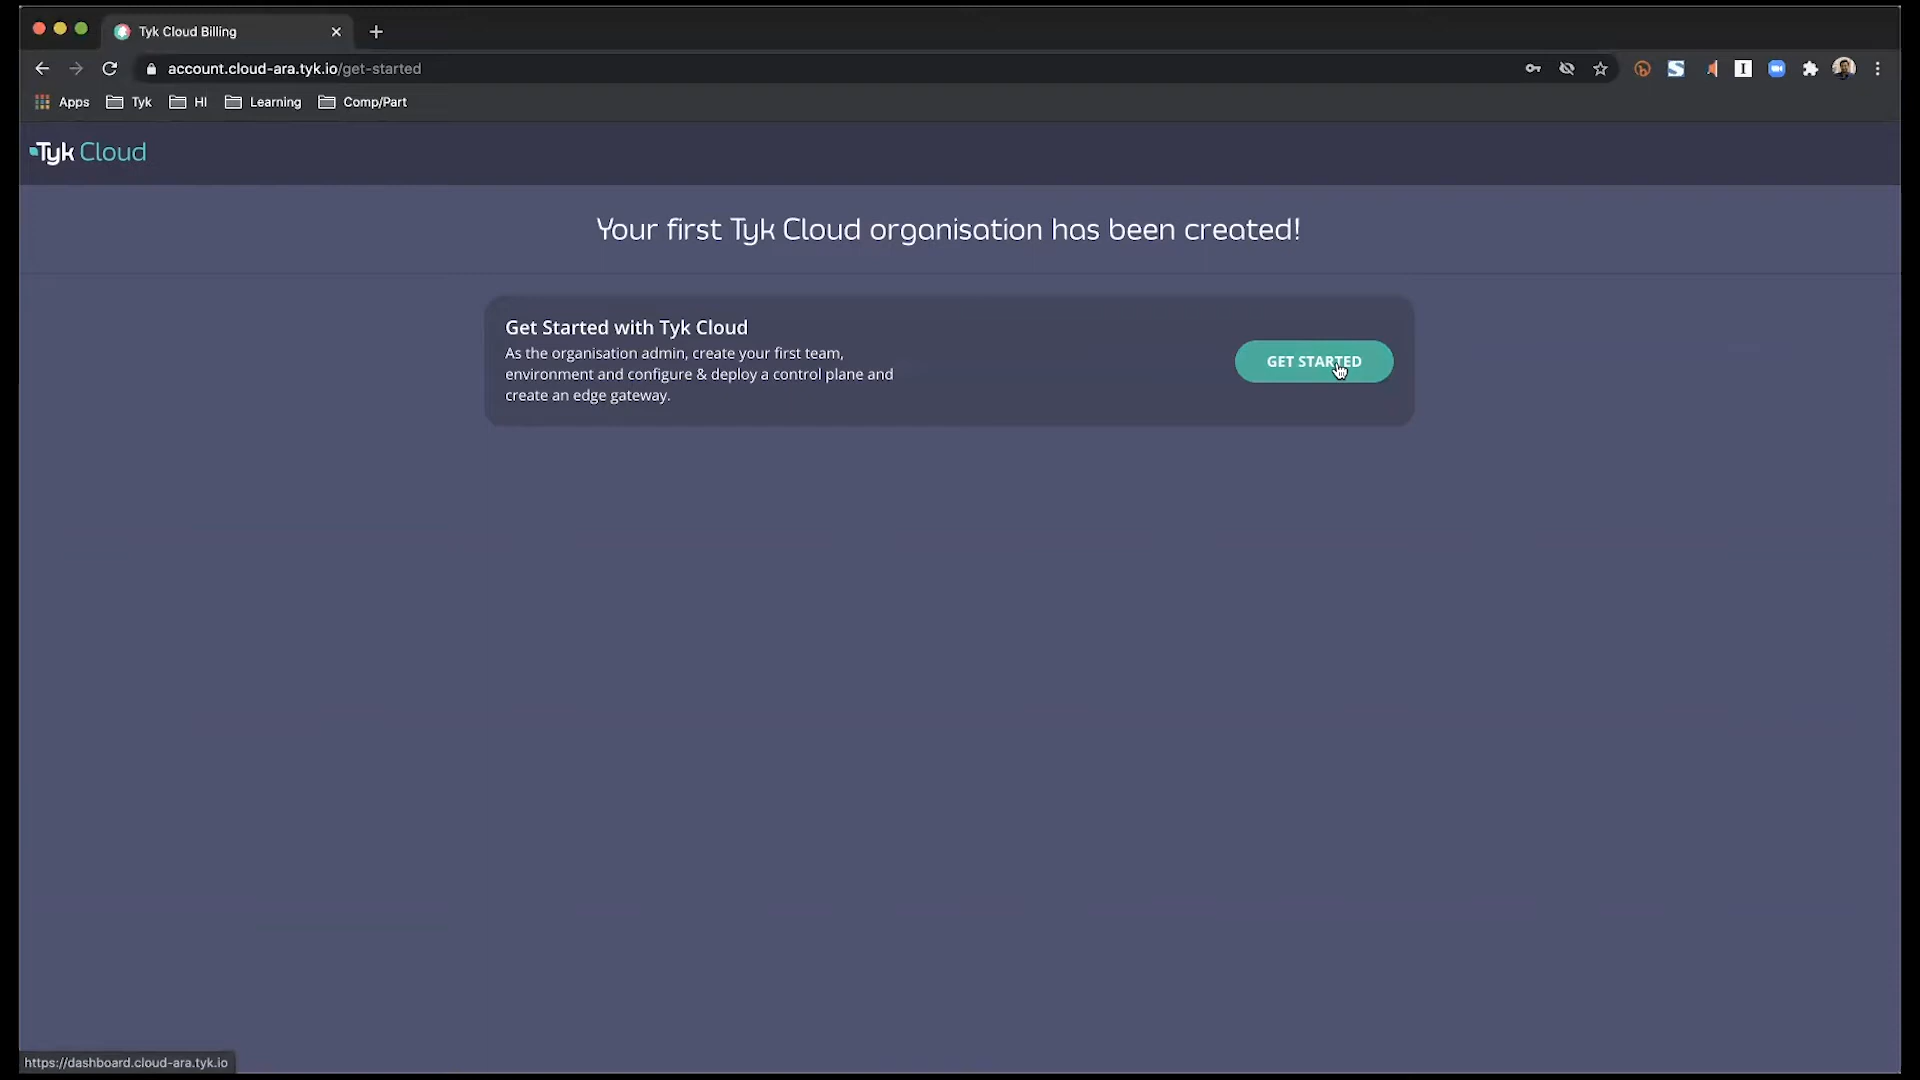 Tyk Cloud Billing
account.cloud-ara.tyk.io/get-started
Apps Tyk HI Learning Comp/Part
Tyk Cloud
Your first Tyk Cloud organisation has been created!
Get Started with Tyk Cloud
As the organisation admin, create your first team,
environment and configure & deploy a control plane and
create an edge gateway.
GET STARTED
https://dashboard.cloud-ara.tyk.io